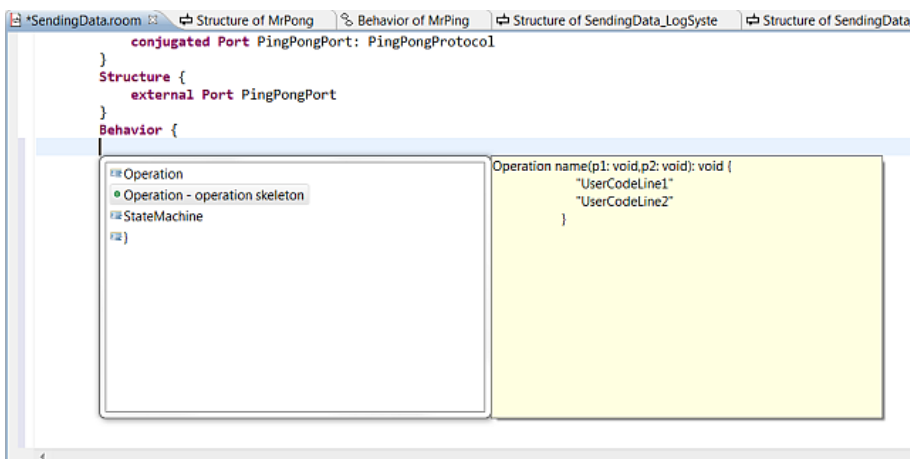 *SendingData.room Structure of MrPong Behavior of MrPing Structure of SendingData_LogSyste Structure of SendingData
conjugated Port PingPongPort: PingPongProtocol
}
Structure {
external Port PingPongPort
}
Behavior {
Operation
Operation - operation skeleton
StateMachine
}
Operation name(p1: void,p2: void): void {
"UserCodeLine1"
"UserCodeLine2"
}